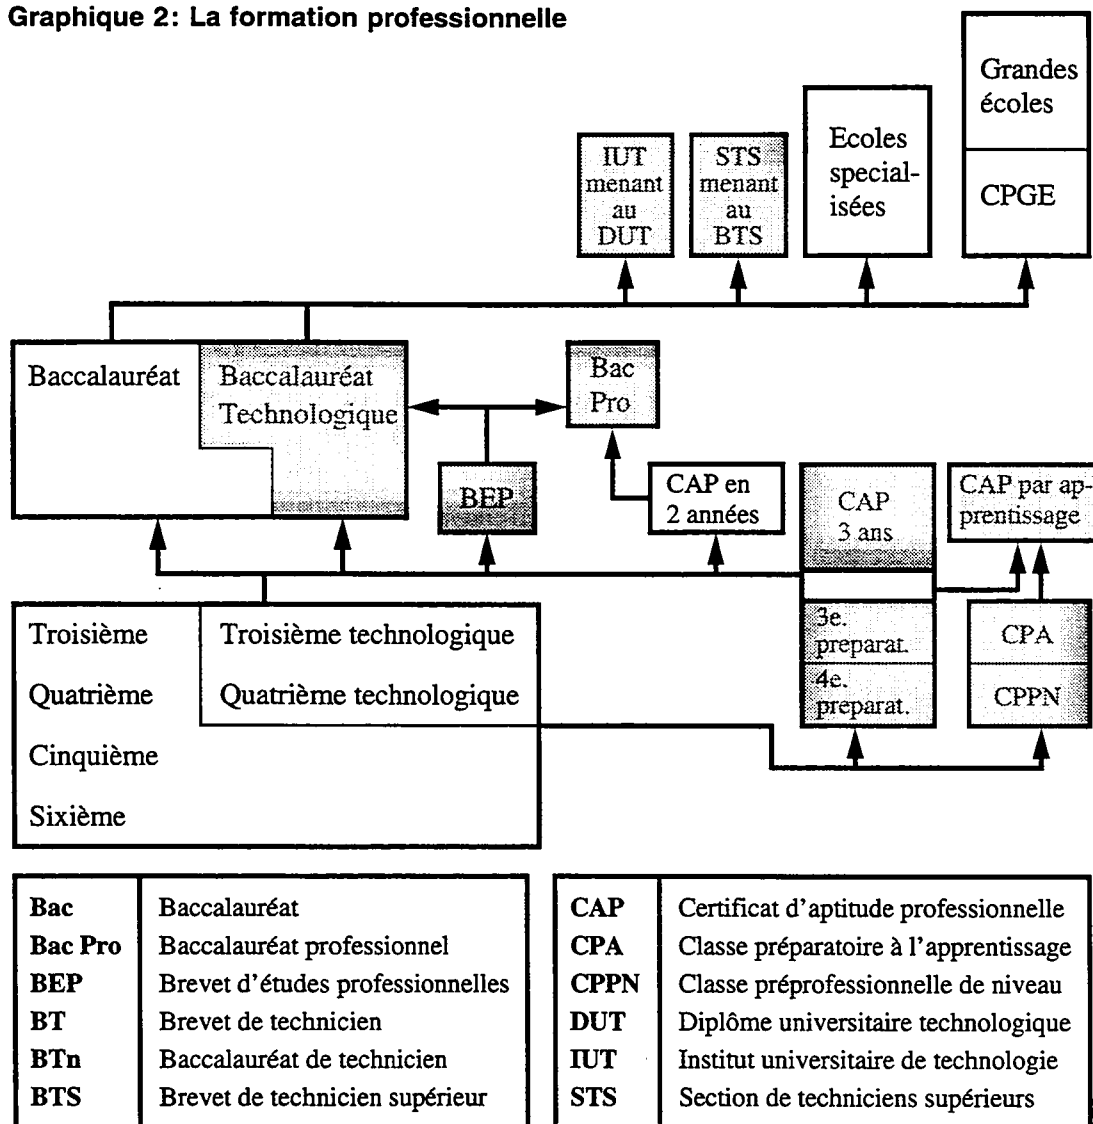 Graphique 2: La formation professionnelle
Grandes
écoles
CPGE
Ecoles
special-
isées
STS
menant
au
BTS
IUT
menant
au
DUT
Baccalauréat
Baccalauréat
Technologique
Bac
Pro
BEP
CAP en
2 années
CAP
3 ans
CAP par ap-
prentissage
Troisième
Troisième technologique
Quatrième
Quatrième technologique
Cinquième
Sixième
3e.
preparat.
4e.
preparat.
CPA
CPPN
Bac Baccalauréat
Bac Pro Baccalauréat professionnel
BEP Brevet d'études professionnelles
BT Brevet de technicien
BTn Baccalauréat de technicien
BTS Brevet de technicien supérieur
CAP Certificat d'aptitude professionnelle
CPA Classe préparatoire à l'apprentissage
CPPN Classe préprofessionnelle de niveau
DUT Diplôme universitaire technologique
IUT Institut universitaire de technologie
STS Section de techniciens supérieurs